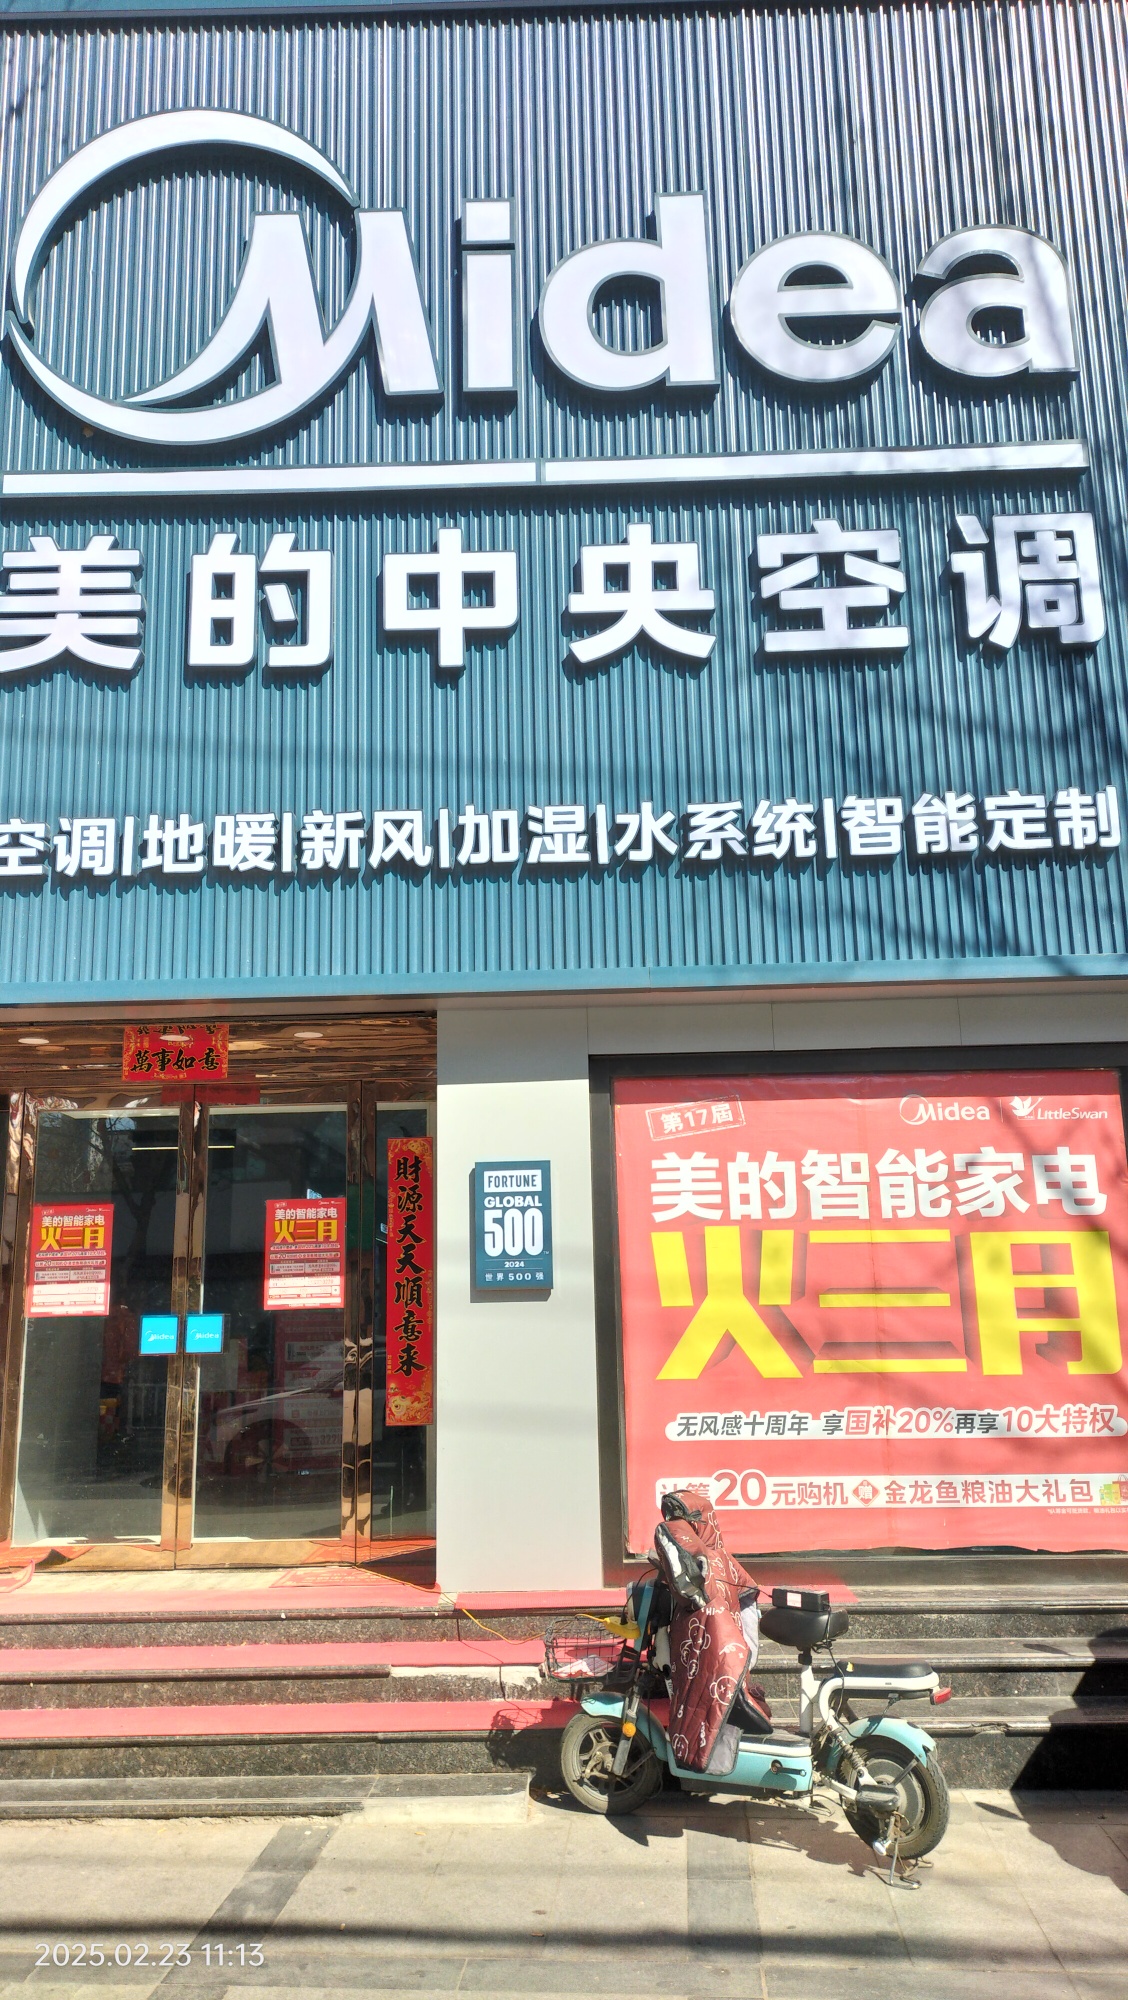 Midea
美的中央空调
空调|地暖|新风|加湿|水系统|智能定制
萬事如意
財源天天順意来
美的智能家电
火三月
美的智能家电
火三月
Midea
Midea
FORTUNE
GLOBAL
500
2024
世界500强
第17届
Midea
LittleSwan
美的智能家电
火三月
无风感十周年 享国补20%再享10大特权
20元购机 赠 金龙鱼粮油大礼包
2025.02.23 11:13